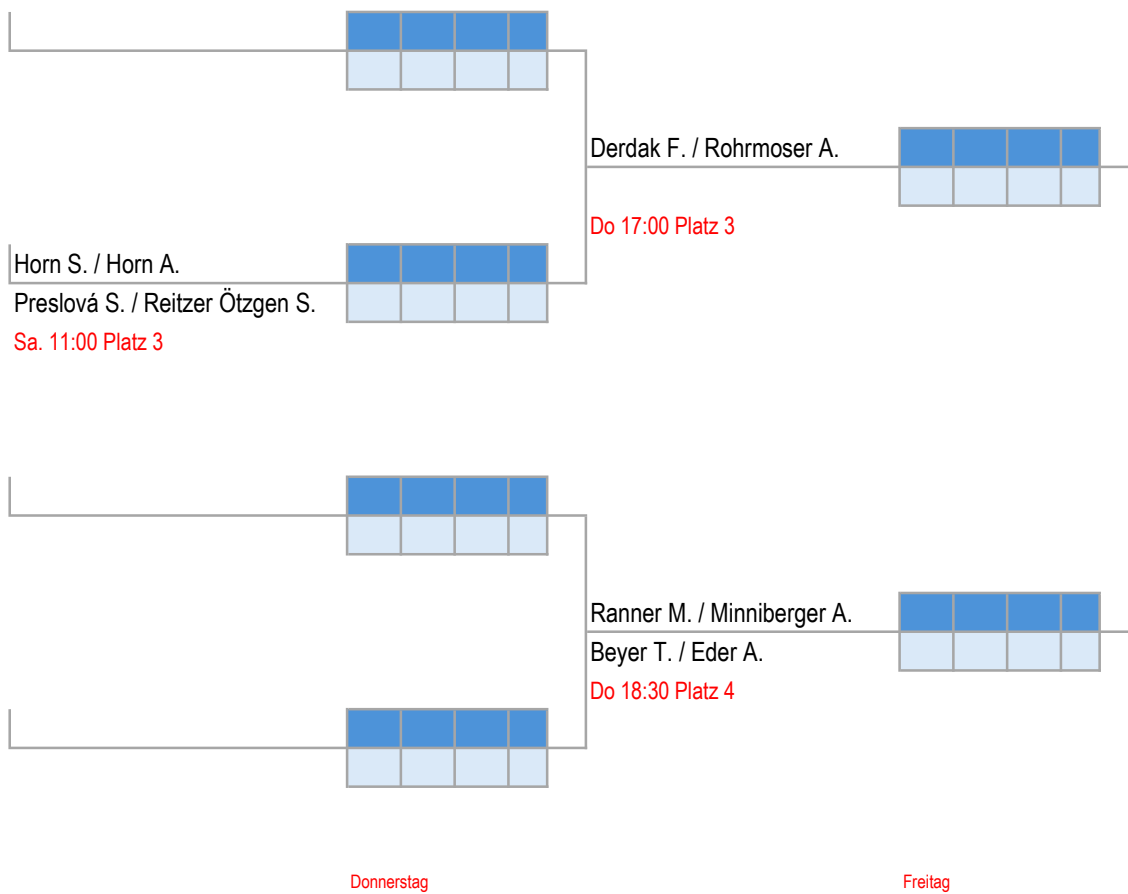 Derdak F. / Rohrmoser A.
Do 17:00 Platz 3
Horn S. / Horn A.
Preslová S. / Reitzer Ötzgen S.
Sa. 11:00 Platz 3
Ranner M. / Minniberger A.
Beyer T. / Eder A.
Do 18:30 Platz 4
Donnerstag
Freitag